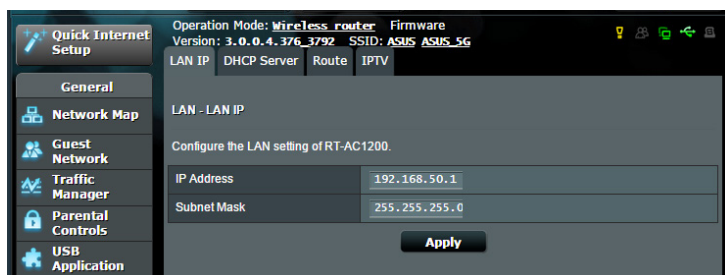 Quick Internet
Setup
Operation Mode: Wireless router Firmware
Version: 3.0.0.4.376_3792 SSID: ASUS ASUS_5G
LAN IP DHCP Server Route IPTV
General
Network Map
Guest
Network
Traffic
Manager
Parental
Controls
USB
Application
LAN - LAN IP
Configure the LAN setting of RT-AC1200.
IP Address 192.168.50.1
Subnet Mask 255.255.255.0
Apply